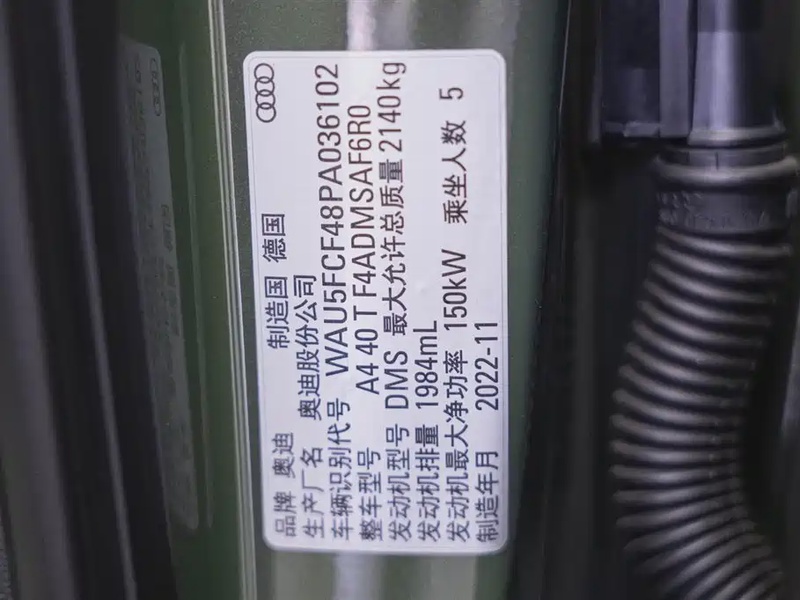 品牌 奥迪 制造国 德国
生产厂名 奥迪股份公司
车辆识别代号 WAU5FCF48PA036102
整车型号 A4 40 T F4ADMSAF6R0
发动机型号 DMS 最大允许总质量 2140kg
发动机排量 1984mL
发动机最大净功率 150kW 乘坐人数 5
制造年月 2022-11